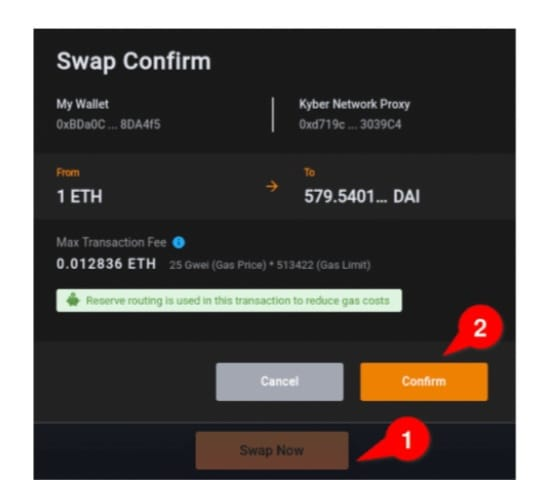 Swap Confirm
My Wallet
0xBDa0C ... 8DA4f5
Kyber Network Proxy
0xd719c ... 3039C4
From
1 ETH
→
To
579.5401... DAI
Max Transaction Fee
0.012836 ETH 25 Gwei (Gas Price) * 513422 (Gas Limit)
Reserve routing is used in this transaction to reduce gas costs
2
Cancel
Confirm
Swap Now
1